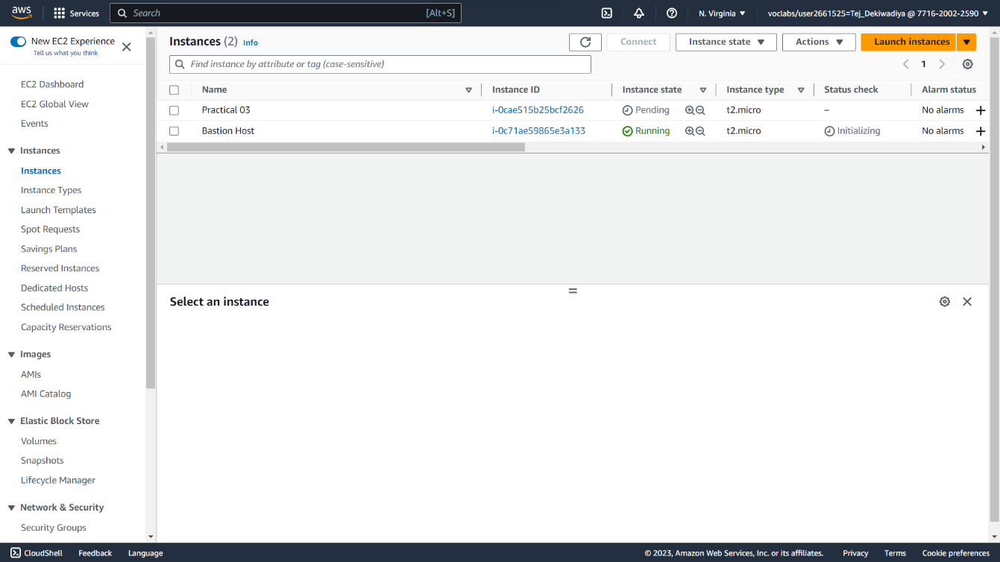 aws Services Search [Alt+S] N. Virginia voclabs/user2661525=Tej_Dekiwadiya @ 7716-2002-2590
New EC2 Experience
Tell us what you think
EC2 Dashboard
EC2 Global View
Events
Instances
Instances
Instance Types
Launch Templates
Spot Requests
Savings Plans
Reserved Instances
Dedicated Hosts
Scheduled Instances
Capacity Reservations
Images
AMIs
AMI Catalog
Elastic Block Store
Volumes
Snapshots
Lifecycle Manager
Network & Security
Security Groups
Instances (2) Info Connect Instance state Actions Launch instances
Find instance by attribute or tag (case-sensitive) 1
Name Instance ID Instance state Instance type Status check Alarm status
Practical 03 i-0cae515b25bcf2626 Pending t2.micro – No alarms
Bastion Host i-0c71ae59865e3a133 Running t2.micro Initializing No alarms
Select an instance
CloudShell Feedback Language © 2023, Amazon Web Services, Inc. or its affiliates. Privacy Terms Cookie preferences